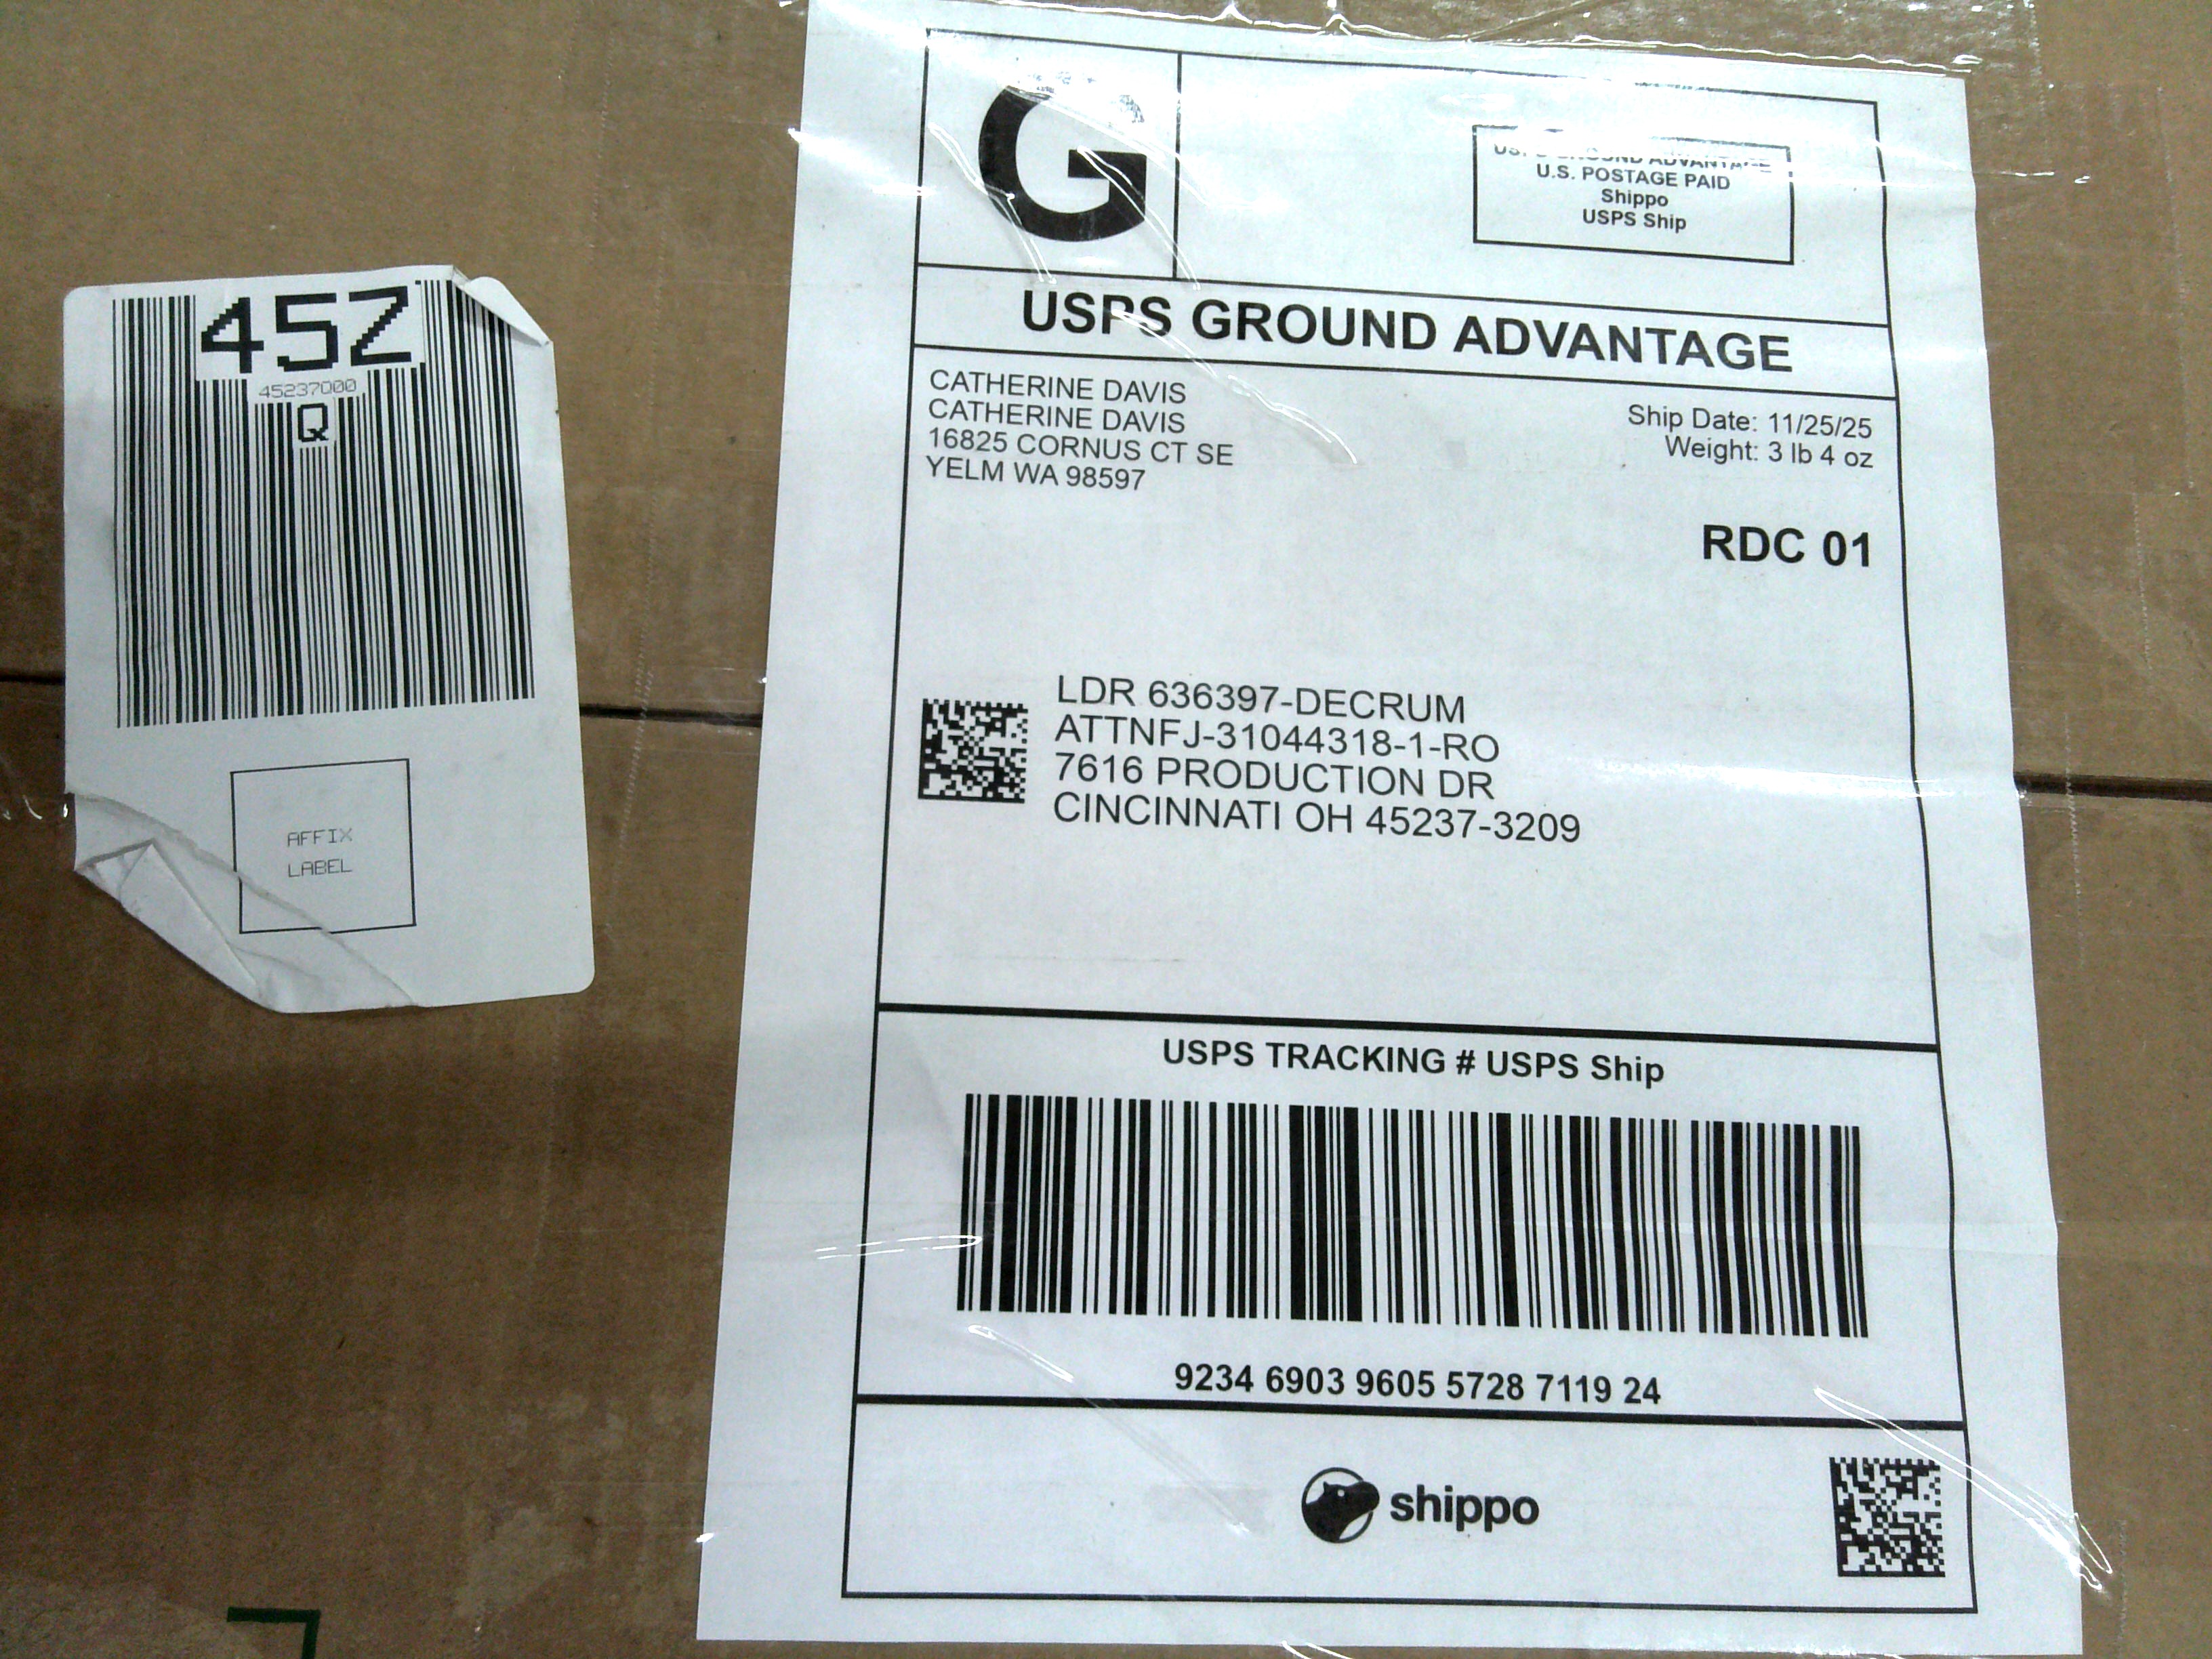 45Z
45237000
Q
AFFIX
LABEL
G
GROUND ADVANTAGE
U.S. POSTAGE PAID
Shippo
USPS Ship
USPS GROUND ADVANTAGE
CATHERINE DAVIS
CATHERINE DAVIS
16825 CORNUS CT SE
YELM WA 98597
Ship Date: 11/25/25
Weight: 3 lb 4 oz
RDC 01
LDR 636397-DECRUM
ATTNFJ-31044318-1-RO
7616 PRODUCTION DR
CINCINNATI OH 45237-3209
USPS TRACKING # USPS Ship
9234 6903 9605 5728 7119 24
shippo